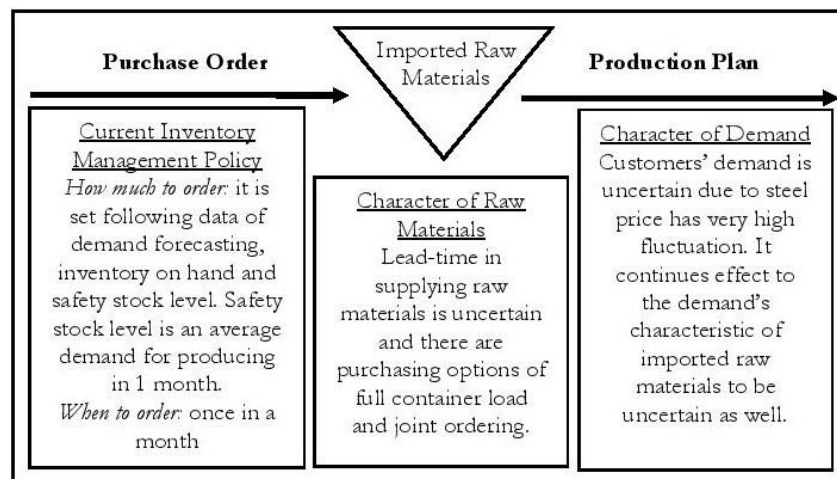 Purchase Order
Imported Raw
Materials
Production Plan
Current Inventory
Management Policy
How much to order: it is
set following data of
demand forecasting,
inventory on hand and
safety stock level. Safety
stock level is an average
demand for producing
in 1 month.
When to order: once in a
month
Character of Raw
Materials
Lead-time in
supplying raw
materials is uncertain
and there are
purchasing options of
full container load
and joint ordering.
Character of Demand
Customers’ demand is
uncertain due to steel
price has very high
fluctuation. It
continues effect to
the demand’s
characteristic of
imported raw
materials to be
uncertain as well.